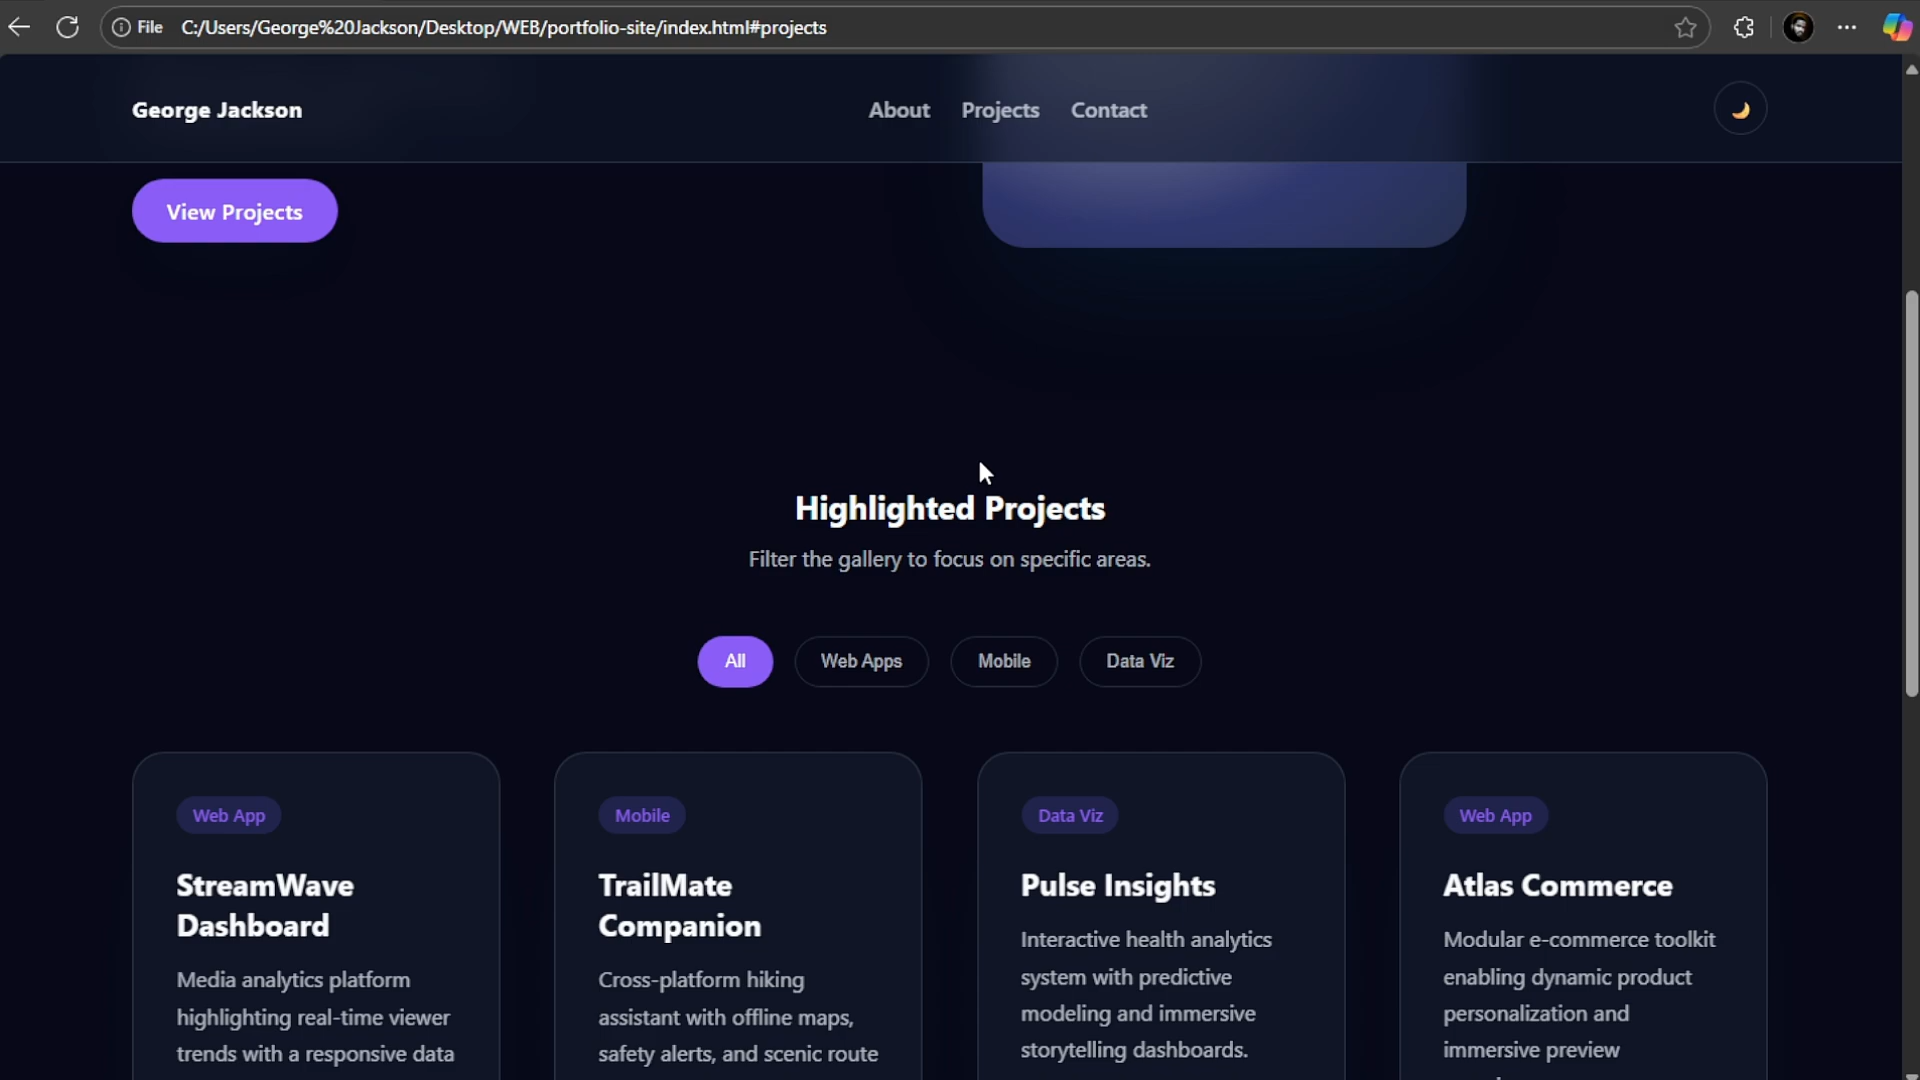 File C:/Users/George%20Jackson/Desktop/WEB/portfolio-site/index.html#projects
George Jackson About Projects Contact
View Projects
Highlighted Projects
Filter the gallery to focus on specific areas.
All Web Apps Mobile Data Viz
Web App
StreamWave
Dashboard
Media analytics platform
highlighting real-time viewer
trends with a responsive data
Mobile
TrailMate
Companion
Cross-platform hiking
assistant with offline maps,
safety alerts, and scenic route
Data Viz
Pulse Insights
Interactive health analytics
system with predictive
modeling and immersive
storytelling dashboards.
Web App
Atlas Commerce
Modular e-commerce toolkit
enabling dynamic product
personalization and
immersive preview